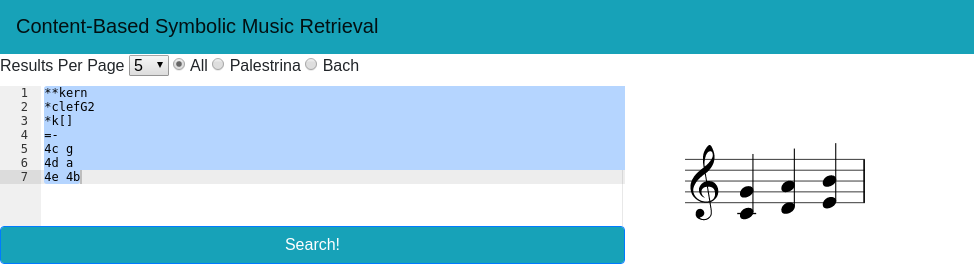 Content-Based Symbolic Music Retrieval
Results Per Page 5 All Palestrina Bach
1 **kern
2 *clefG2
3 *k[]
4 =-
5 4c g
6 4d a
7 4e 4b
Search!